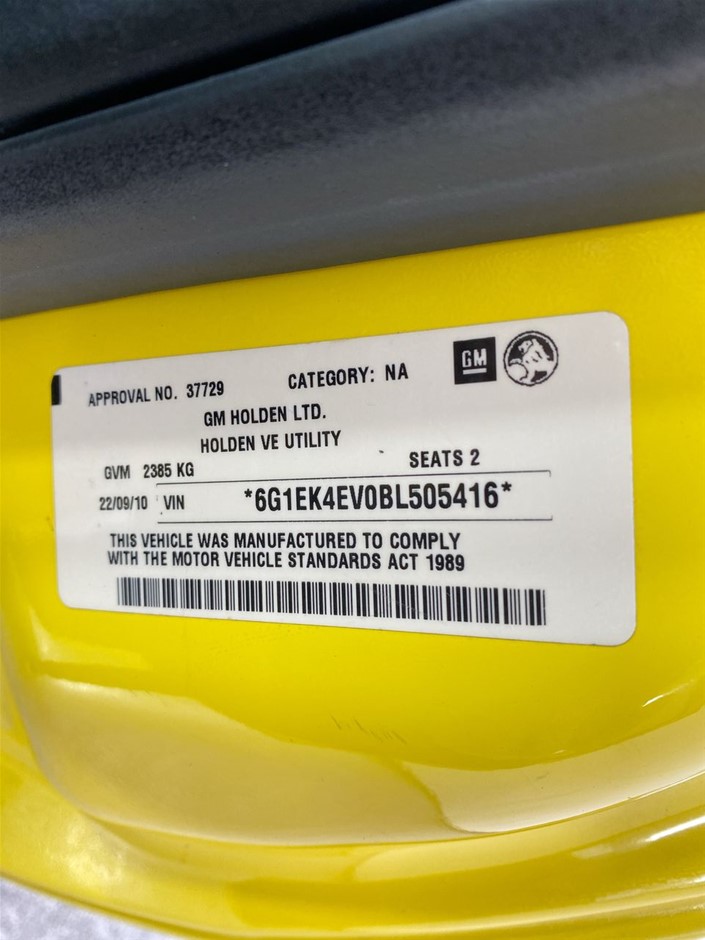 APPROVAL NO. 37729 CATEGORY: NA GM
GM HOLDEN LTD.
HOLDEN VE UTILITY
GVM 2385 KG SEATS 2
22/09/10 VIN *6G1EK4EV0BL505416*
THIS VEHICLE WAS MANUFACTURED TO COMPLY
WITH THE MOTOR VEHICLE STANDARDS ACT 1989